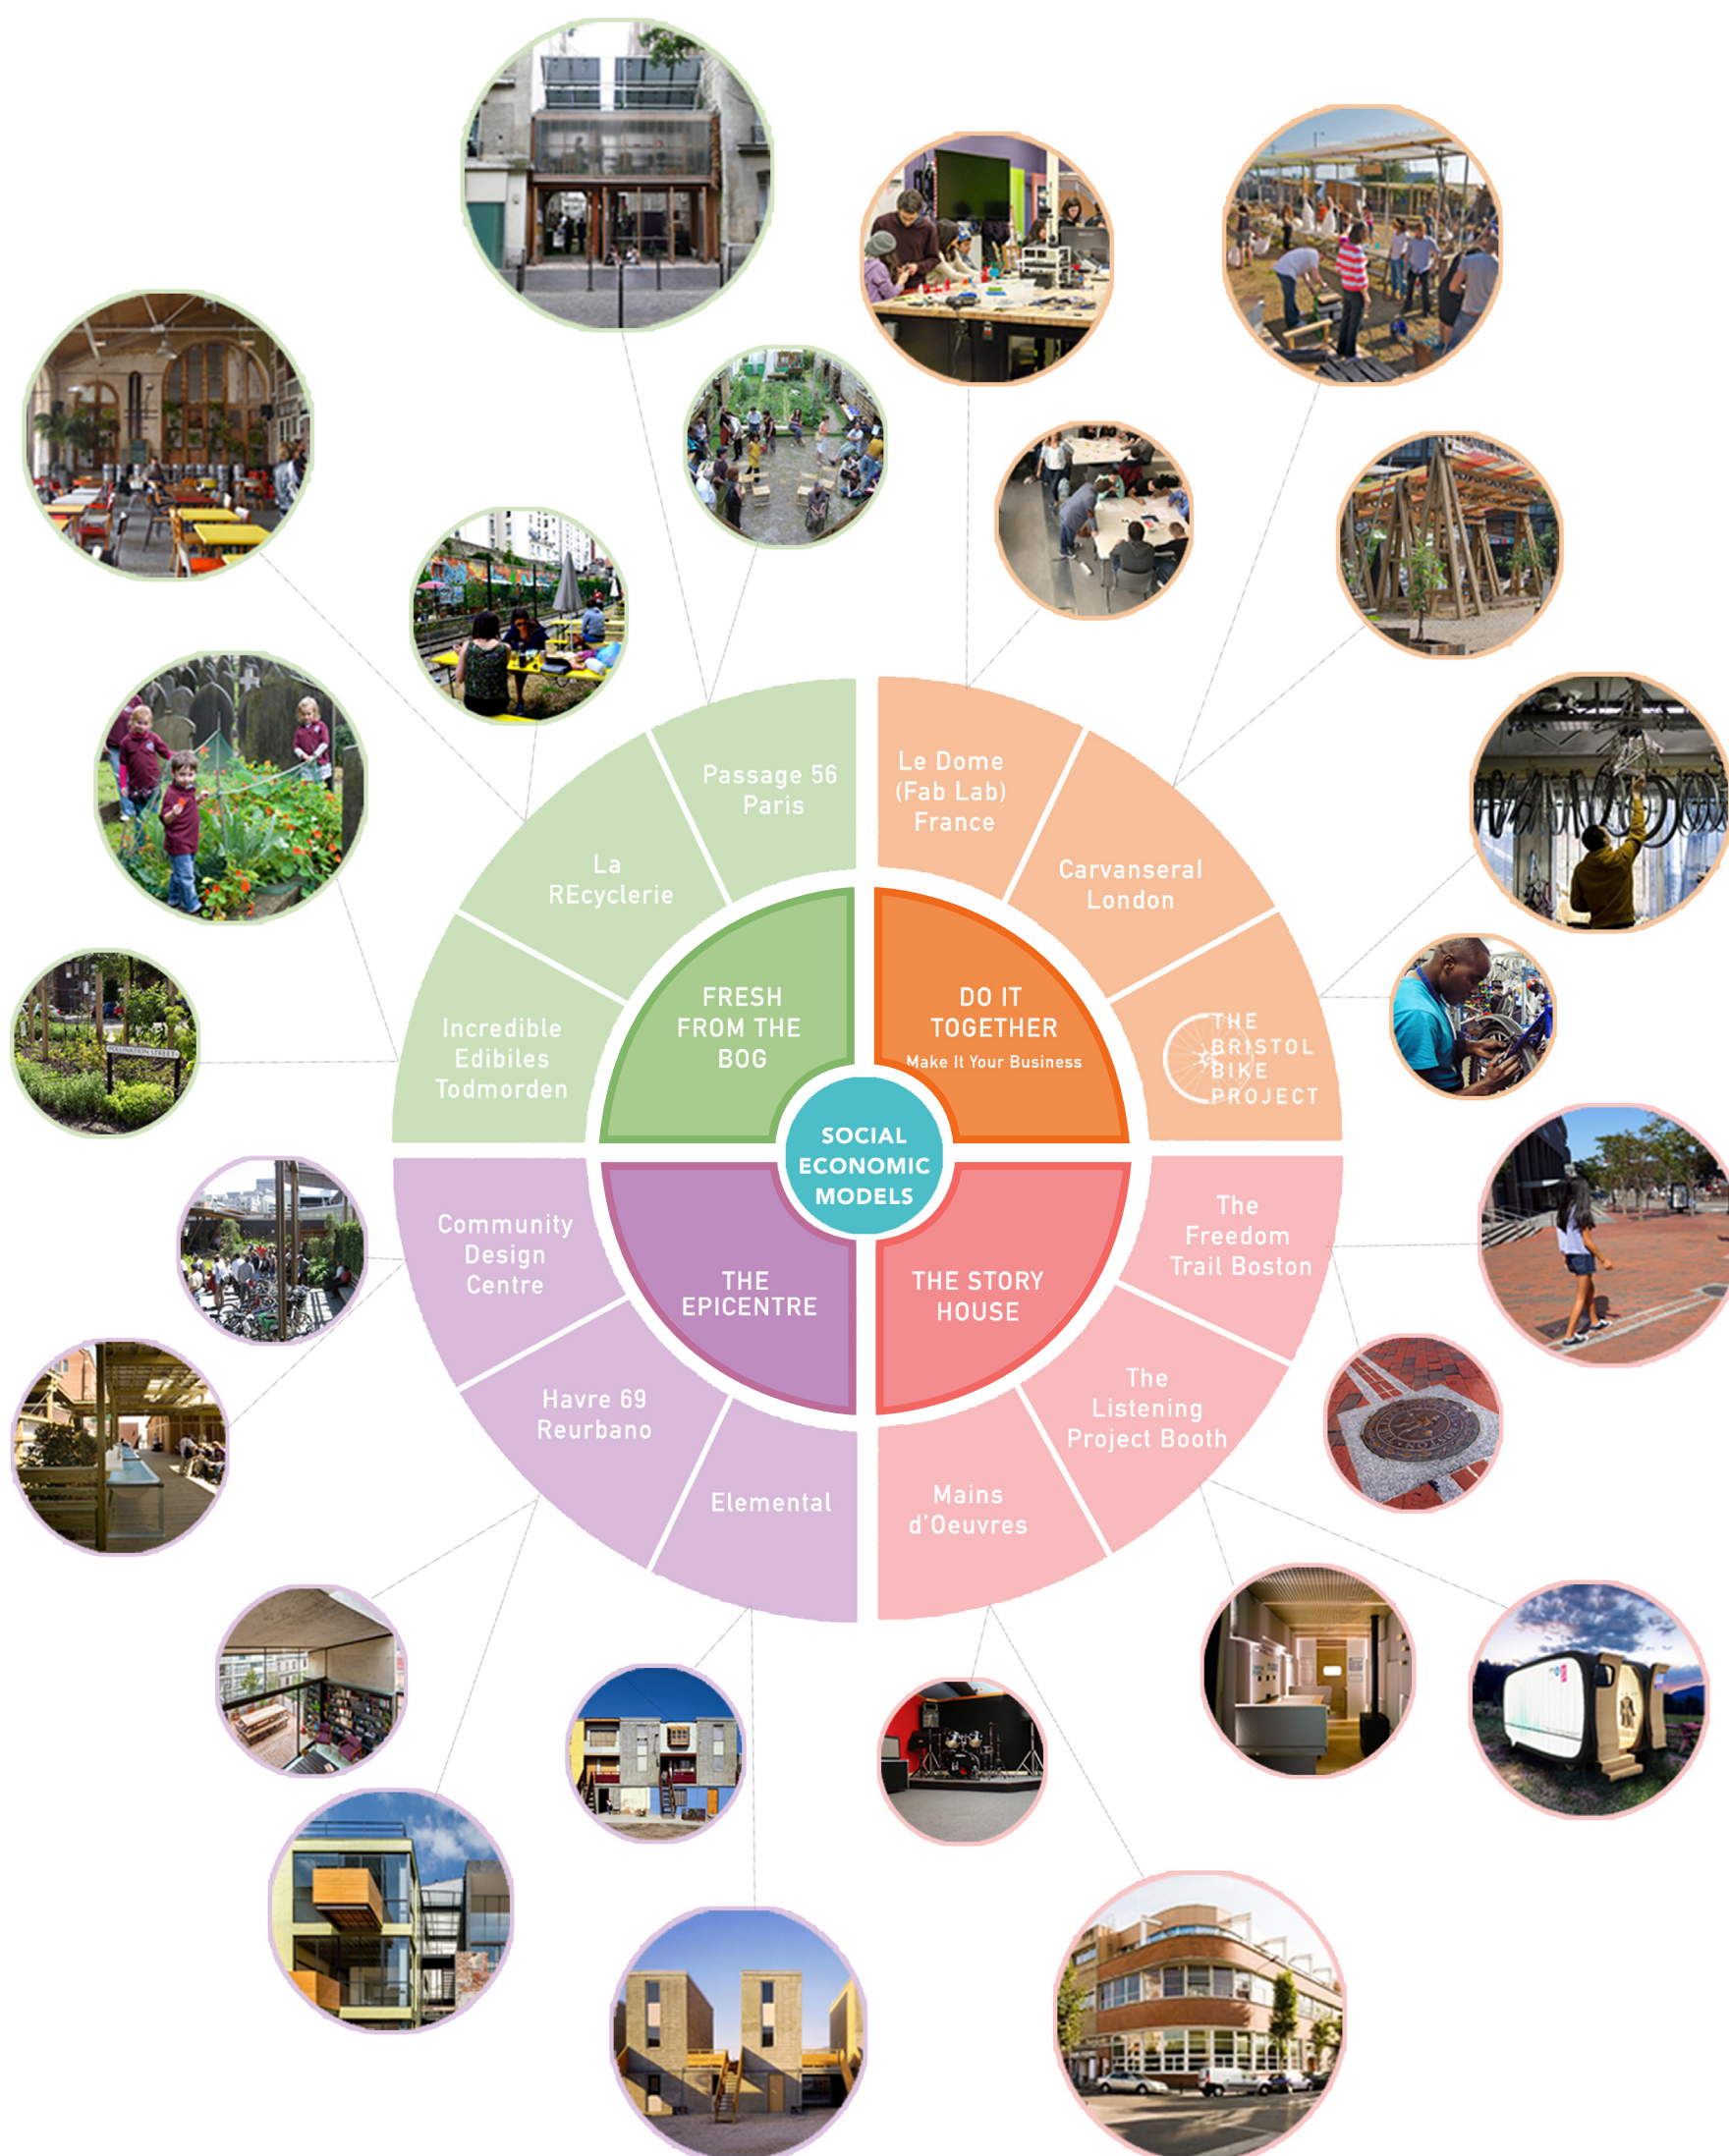 Passage 56
Paris
Le Dome
(Fab Lab)
France
La
REcyclerie
Carvanseral
London
Incredible
Edibiles
Todmorden
FRESH
FROM THE
BOG
DO IT
TOGETHER
Make It Your Business
THE
BRISTOL
BIKE
PROJECT
POLLINATION STREET
SOCIAL
ECONOMIC
MODELS
Community
Design
Centre
THE
EPICENTRE
THE STORY
HOUSE
The
Freedom
Trail Boston
Havre 69
Reurbano
The
Listening
Project Booth
Elemental
Mains
d'Oeuvres